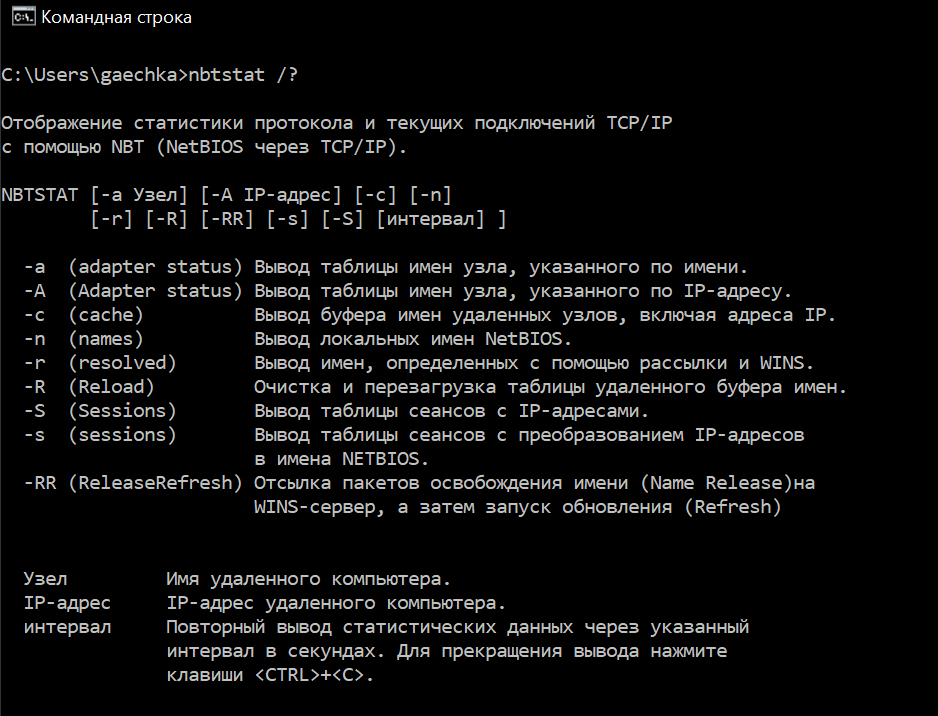 Командная строка
C:\Users\gaechka>nbtstat /?
Отображение статистики протокола и текущих подключений TCP/IP
с помощью NBT (NetBIOS через TCP/IP).
NBTSTAT [-a Узел] [-A IP-адрес] [-c] [-n]
[-r] [-R] [-RR] [-s] [-S] [интервал] ]
-a (adapter status) Вывод таблицы имен узла, указанного по имени.
-A (Adapter status) Вывод таблицы имен узла, указанного по IP-адресу.
-c (cache) Вывод буфера имен удаленных узлов, включая адреса IP.
-n (names) Вывод локальных имен NetBIOS.
-r (resolved) Вывод имен, определенных с помощью рассылки и WINS.
-R (Reload) Очистка и перезагрузка таблицы удаленного буфера имен.
-S (Sessions) Вывод таблицы сеансов с IP-адресами.
-s (sessions) Вывод таблицы сеансов с преобразованием IP-адресов
в имена NETBIOS.
-RR (ReleaseRefresh) Отсылка пакетов освобождения имени (Name Release)на
WINS-сервер, а затем запуск обновления (Refresh)
Узел Имя удаленного компьютера.
IP-адрес IP-адрес удаленного компьютера.
интервал Повторный вывод статистических данных через указанный
интервал в секундах. Для прекращения вывода нажмите
клавиши <CTRL>+<C>.